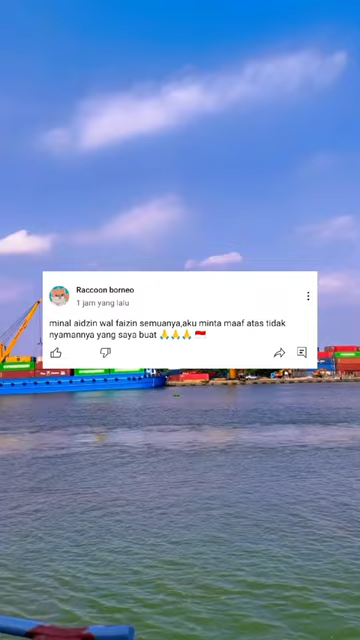 Raccoon borneo
1 jam yang lalu
minal aidzin wal faizin semuanya,aku minta maaf atas tidak
nyamannya yang saya buat 🙏🙏🙏 🇮🇩